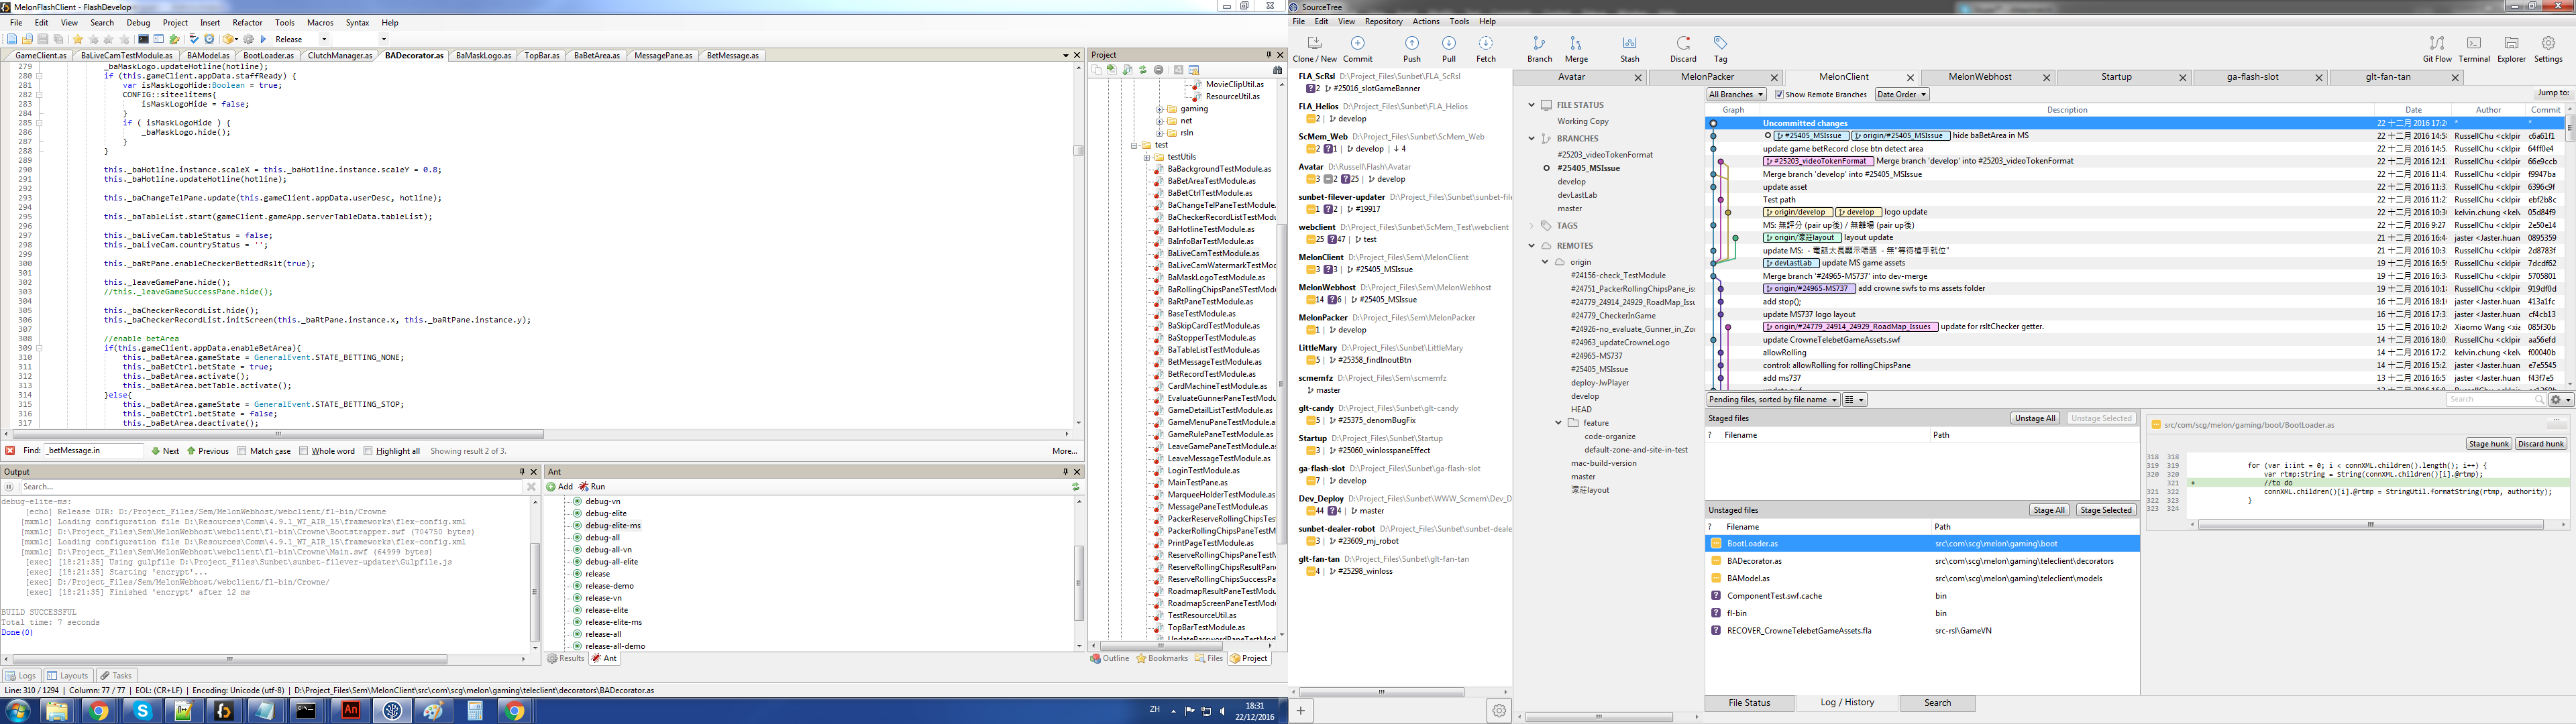 MelonFlashClient - FlashDevelop
File Edit View Search Debug Project Insert Refactor Tools Macros Syntax Help
Release
GameClient.as BaLiveCamTestModule.as BAModel.as BootLoader.as ClutchManager.as BADecorator.as BaMaskLogo.as TopBar.as BaBetArea.as MessagePane.as BetMessage.as
279 _baMaskLogo.updateHotline(hotline);
280 if (this.gameClient.appData.staffReady) {
281 var isMaskLogoHide:Boolean = true;
282 CONFIG::siteelitems{
283 isMaskLogoHide = false;
284 }
285 if ( isMaskLogoHide ) {
286 _baMaskLogo.hide();
287 }
288 }
289
290 this._baHotline.instance.scaleX = this._baHotline.instance.scaleY = 0.8;
291 this._baHotline.updateHotline(hotline);
292
293 this._baChangeTelPane.update(this.gameClient.appData.userDesc, hotline);
294
295 this._baTableList.start(gameClient.gameApp.serverTableData.tableList);
296
297 this._baLiveCam.tableStatus = false;
298 this._baLiveCam.countryStatus = '';
299
300 this._baRtPane.enableCheckerBettedRslt(true);
301
302 this._leaveGamePane.hide();
303 //this._leaveGameSuccessPane.hide();
304
305 this._baCheckerRecordList.hide();
306 this._baCheckerRecordList.initScreen(this._baRtPane.instance.x, this._baRtPane.instance.y);
307
308 //enable betArea
309 if(this.gameClient.appData.enableBetArea){
310 this._baBetArea.gameState = GeneralEvent.STATE_BETTING_NONE;
311 this._baBetCtrl.betState = true;
312 this._baBetArea.activate();
313 this._baBetArea.betTable.activate();
314 }else{
315 this._baBetArea.gameState = GeneralEvent.STATE_BETTING_STOP;
316 this._baBetCtrl.betState = false;
317 this._baBetArea.deactivate();
Find: _betMessage.in Next Previous Match case Whole word Highlight all Showing result 2 of 3. More...
Output
Search...
debug-elite-ms:
[echo] Release DIR: D:/Project_Files/Sem/MelonWebhost/webclient/fl-bin/Crowne
[mxmlc] Loading configuration file D:\Resources\Comm\4.9.1_WT_AIR_15\frameworks\flex-config.xml
[mxmlc] D:\Project_Files\Sem\MelonWebhost\webclient\fl-bin\Crowne\Bootstrapper.swf (704750 bytes)
[mxmlc] Loading configuration file D:\Resources\Comm\4.9.1_WT_AIR_15\frameworks\flex-config.xml
[mxmlc] D:\Project_Files\Sem\MelonWebhost\webclient\fl-bin\Crowne\Main.swf (64999 bytes)
[exec] [18:21:35] Using gulpfile D:\Project_Files\Sunbet\sunbet-filever-updater\Gulpfile.js
[exec] [18:21:35] Starting 'encrypt'...
[exec] D:/Project_Files/Sem/MelonWebhost/webclient/fl-bin/Crowne/
[exec] [18:21:35] Finished 'encrypt' after 12 ms
BUILD SUCCESSFUL
Total time: 7 seconds
Done(0)
Ant
Add Run
debug-vn
debug-elite
debug-elite-ms
debug-all
debug-all-vn
debug-all-elite
release
release-demo
release-vn
release-elite
release-elite-ms
release-all
release-all-demo
Results Ant
Logs Layouts Tasks
Line: 310 / 1294 | Column: 77 / 77 | EOL: (CR+LF) | Encoding: Unicode (utf-8) | D:\Project_Files\Sem\MelonClient\src\com\scg\melon\gaming\teleclient\decorators\BADecorator.as
Project
MovieClipUtil.as
ResourceUtil.as
gaming
net
rsln
test
testUtils
BaBackgroundTestModule.
BaBetAreaTestModule.as
BaBetCtrlTestModule.as
BaChangeTelPaneTestModu
BaCheckerRecordListTestMo
BaHotlineTestModule.as
BaInfoBarTestModule.as
BaLiveCamTestModule.as
BaLiveCamWatermarkTestMod
BaMaskLogoTestModule.as
BaRollingChipsPaneSTestMod
BaRtPaneTestModule.as
BaseTestModule.as
BaSkipCardTestModule.as
BaStopperTestModule.as
BaTableListTestModule.as
BetMessageTestModule.as
BetRecordTestModule.as
CardMachineTestModule.as
EvaluateGunnerPaneTestMod
GameDetailListTestModule.as
GameMenuPaneTestModule.as
GameRulePaneTestModule.as
LeaveGamePaneTestModule.
LeaveMessageTestModule.as
LoginTestModule.as
MainTestPane.as
MarqueeHolderTestModule.as
MessagePaneTestModule.as
PackerReserveRollingChipsTes
PackerRollingChipsPaneTestM
PrintPageTestModule.as
ReserveRollingChipsPaneTestM
ReserveRollingChipsResultPan
ReserveRollingChipsSuccessPa
RoadmapResultPaneTestModu
RoadmapScreenPaneTestModu
TestResourceUtil.as
TopBarTestModule.as
UpdatePasswordPaneTestMod
Outline Bookmarks Files Project
ZH 18:31
22/12/2016
SourceTree
File Edit View Repository Actions Tools Help
Clone / New Commit Push Pull Fetch Branch Merge Stash Discard Tag Git Flow Terminal Explorer Settings
FLA_ScRsl D:\Project_Files\Sunbet\FLA_ScRsl
2 | #25016_slotGameBanner
FLA_Helios D:\Project_Files\Sunbet\FLA_Helios
2 | develop
ScMem_Web D:\Project_Files\Sunbet\ScMem_Web
2 1 | develop | 4
Avatar D:\Russell\Flash\Avatar
3 2 25 | develop
sunbet-filever-updater D:\Project_Files\Sunbet\sunbet-file
1 2 | #19917
webclient D:\Project_Files\Sunbet\ScMem_Test\webclient
25 47 | test
MelonClient D:\Project_Files\Sem\MelonClient
3 3 | #25405_MSIssue
MelonWebhost D:\Project_Files\Sem\MelonWebhost
14 6 | #25405_MSIssue
MelonPacker D:\Project_Files\Sem\MelonPacker
1 | develop
LittleMary D:\Project_Files\Sunbet\LittleMary
5 | #25358_findInoutBtn
scmemfz D:\Project_Files\Sem\scmemfz
master
glt-candy D:\Project_Files\Sunbet\glt-candy
5 | #25375_denomBugFix
Startup D:\Project_Files\Sunbet\Startup
3 | #25060_winlosspaneEffect
ga-flash-slot D:\Project_Files\Sunbet\ga-flash-slot
7 | develop
Dev_Deploy D:\Project_Files\Sunbet\WWW_Scmem\Dev_D
44 4 | master
sunbet-dealer-robot D:\Project_Files\Sunbet\sunbet-deale
3 | #23609_mj_robot
glt-fan-tan D:\Project_Files\Sunbet\glt-fan-tan
4 | #25298_winloss
Avatar MelonPacker MelonClient MelonWebhost Startup ga-flash-slot glt-fan-tan
FILE STATUS
Working Copy
BRANCHES
#25203_videoTokenFormat
#25405_MSIssue
develop
devLastLab
master
TAGS
REMOTES
origin
#24156-check_TestModule
#24751_PackerRollingChipsPane_iss
#24779_24914_24929_RoadMap_Issu
#24779_CheckerInGame
#24926-no_evaluate_Gunner_in_Zon
#24963_updateCrowneLogo
#24965-MS737
#25405_MSIssue
deploy-JwPlayer
develop
HEAD
feature
code-organize
default-zone-and-site-in-test
mac-build-version
master
All Branches Show Remote Branches Date Order Jump to:
Graph Description Date Author Commit
Uncommitted changes 22 十二月 2016 17:2 * *
#25405_MSIssue origin/#25405_MSIssue hide baBetArea in MS 22 十二月 2016 14:58 RussellChu <cklpir c6a61f1
update game betRecord close btn detect area 22 十二月 2016 14:5 RussellChu <cklpir 64ff0e4
#25203_videoTokenFormat Merge branch 'develop' into #25203_videoTokenFormat 22 十二月 2016 12:1 RussellChu <cklpir 66e9ccb
Merge branch 'develop' into #25405_MSIssue 22 十二月 2016 11:4 RussellChu <cklpir f9947ba
update asset 22 十二月 2016 11:3 RussellChu <cklpir 6396c9f
Test path 22 十二月 2016 11:2 RussellChu <cklpir ebf2b8c
origin/develop develop logo update 22 十二月 2016 10:3 kelvin.chung <kelv 05d84f9
MS: 無評分 (pair up後) / 無離場 (pair up後) 22 十二月 2016 9:27 RussellChu <cklpir 2e50e14
layout update 21 十二月 2016 16:4 jaster <Jaster.huan 0895359
update MS: - 電話太長顯示唔晒 - 無"等待槍手就位" 21 十二月 2016 10:3 RussellChu <cklpir 2d8783f
devLastLab update MS game assets 19 十二月 2016 16:5 RussellChu <cklpir 7dcdf62
Merge branch '#24965-MS737' into dev-merge 19 十二月 2016 16:3 RussellChu <cklpir 5705801
origin/#24965-MS737 add crowne swfs to ms assets folder 19 十二月 2016 10:18 RussellChu <cklpir 919df0d
add stop(); 16 十二月 2016 18:1 jaster <Jaster.huan 413a1fc
update MS737 logo layout 16 十二月 2016 17:3 jaster <Jaster.huan cf4cb13
origin/#24779_24914_24929_RoadMap_Issues update for rsltChecker getter. 15 十二月 2016 10:2 Xiaomo Wang <xia 085f30b
update CrowneTelebetGameAssets.swf 14 十二月 2016 18:0 RussellChu <cklpir aa56efd
allowRolling 14 十二月 2016 17:2 kelvin.chung <kelv f00040b
control: allowRolling for rollingChipsPane 14 十二月 2016 15:2 jaster <Jaster.huan e7e5545
add ms737 13 十二月 2016 16:5 jaster <Jaster.huan f43f7e5
Pending files, sorted by file name Search
Staged files Unstage All Unstage Selected
? Filename Path
Unstaged files Stage All Stage Selected
? Filename Path
BootLoader.as src\com\scg\melon\gaming\boot
BADecorator.as src\com\scg\melon\gaming\teleclient\decorators
BAModel.as src\com\scg\melon\gaming\teleclient\models
ComponentTest.swf.cache bin
fl-bin bin
RECOVER_CrowneTelebetGameAssets.fla src-rsl\GameVN
src/com/scg/melon/gaming/boot/BootLoader.as
Stage hunk Discard hunk
318 318
319 319 for (var i:int = 0; i < connXML.children().length(); i++) {
320 320 var rtmp:String = String(connXML.children()[i].@rtmp);
321 + //to do
321 322 connXML.children()[i].@rtmp = StringUtil.formatString(rtmp, authority);
322 323 }
323 324
File Status Log / History Search